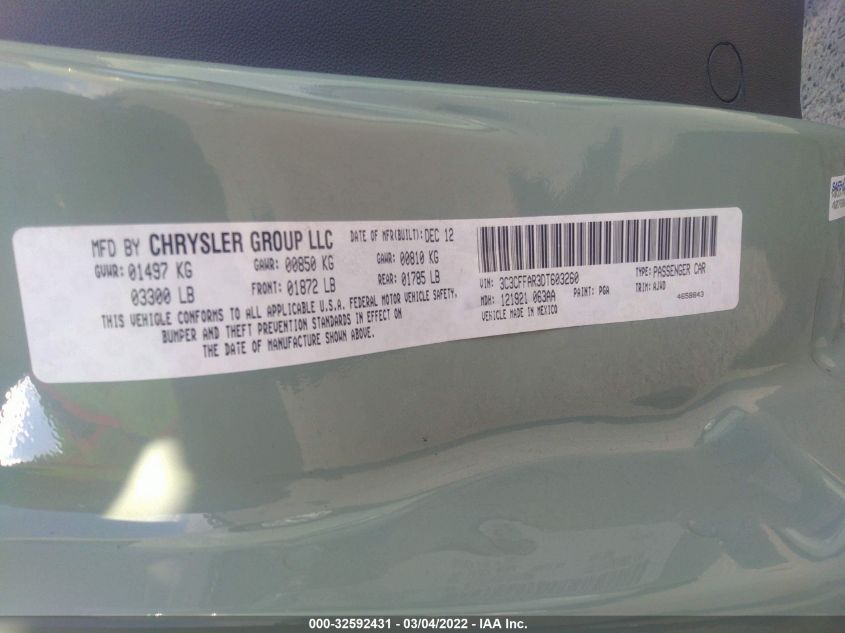 MFD BY CHRYSLER GROUP LLC
DATE OF MFR(BUILT): DEC 12
GVWR: 01497 KG
GAWR: 00850 KG
GAWR: 00810 KG
03300 LB
FRONT: 01872 LB
REAR: 01785 LB
THIS VEHICLE CONFORMS TO ALL APPLICABLE U.S.A. FEDERAL MOTOR VEHICLE SAFETY,
BUMPER AND THEFT PREVENTION STANDARDS IN EFFECT ON
THE DATE OF MANUFACTURE SHOWN ABOVE.
VIN: 3C3CFFAR3DT603260
TYPE: PASSENGER CAR
MDH: 121921 063AA
PAINT: PGA
TRIM: AJWD
VEHICLE MADE IN MEXICO
4658643
000-32592431 - 03/04/2022 - IAA Inc.